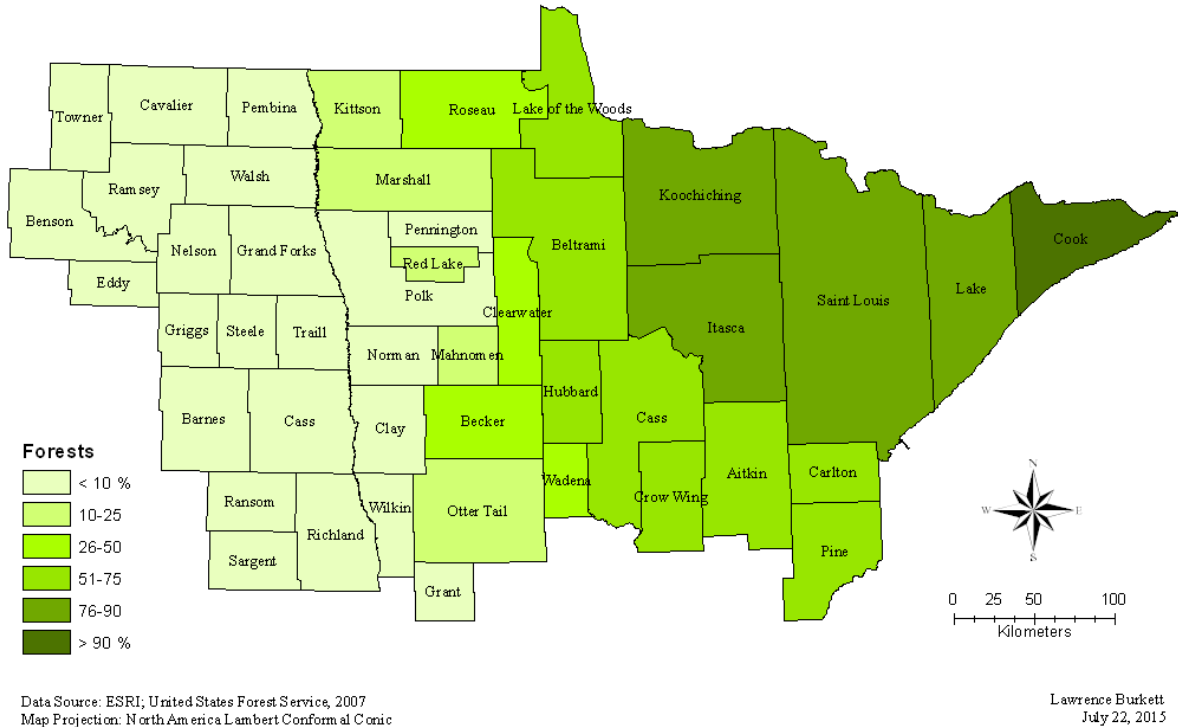 Lake of the Woods
Towner
Cavalier
Pembina
Kittson
Roseau
Benson
Ramsey
Walsh
Marshall
Koochiching
Nelson
Grand Forks
Pennington
Beltrami
Cook
Eddy
Red Lake
Polk
Clearwater
Saint Louis
Lake
Griggs
Steele
Traill
Norman
Mahnomen
Itasca
Hubbard
Barnes
Cass
Clay
Becker
Cass
Forests
< 10 %
10-25
26-50
51-75
76-90
> 90 %
Ransom
Richland
Wilkin
Otter Tail
Wadena
Crow Wing
Aitkin
Carlton
Sargent
Grant
Pine
N
W
E
S
0 25 50 100
Kilometers
Data Source: ESRI; United States Forest Service, 2007
Map Projection: North America Lambert Conformal Conic
Lawrence Burkett
July 22, 2015